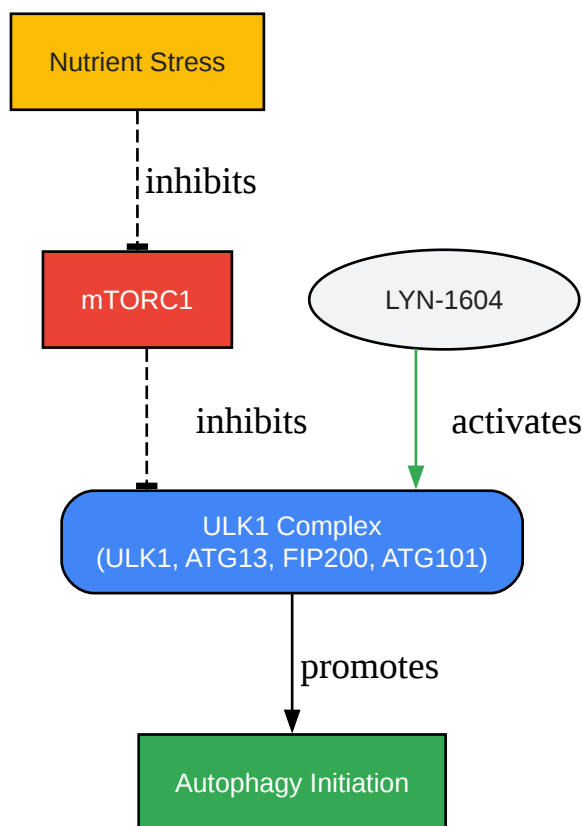 Nutrient Stress
inhibits
mTORC1
LYN-1604
inhibits
activates
ULK1 Complex
(ULK1, ATG13, FIP200, ATG101)
promotes
Autophagy Initiation